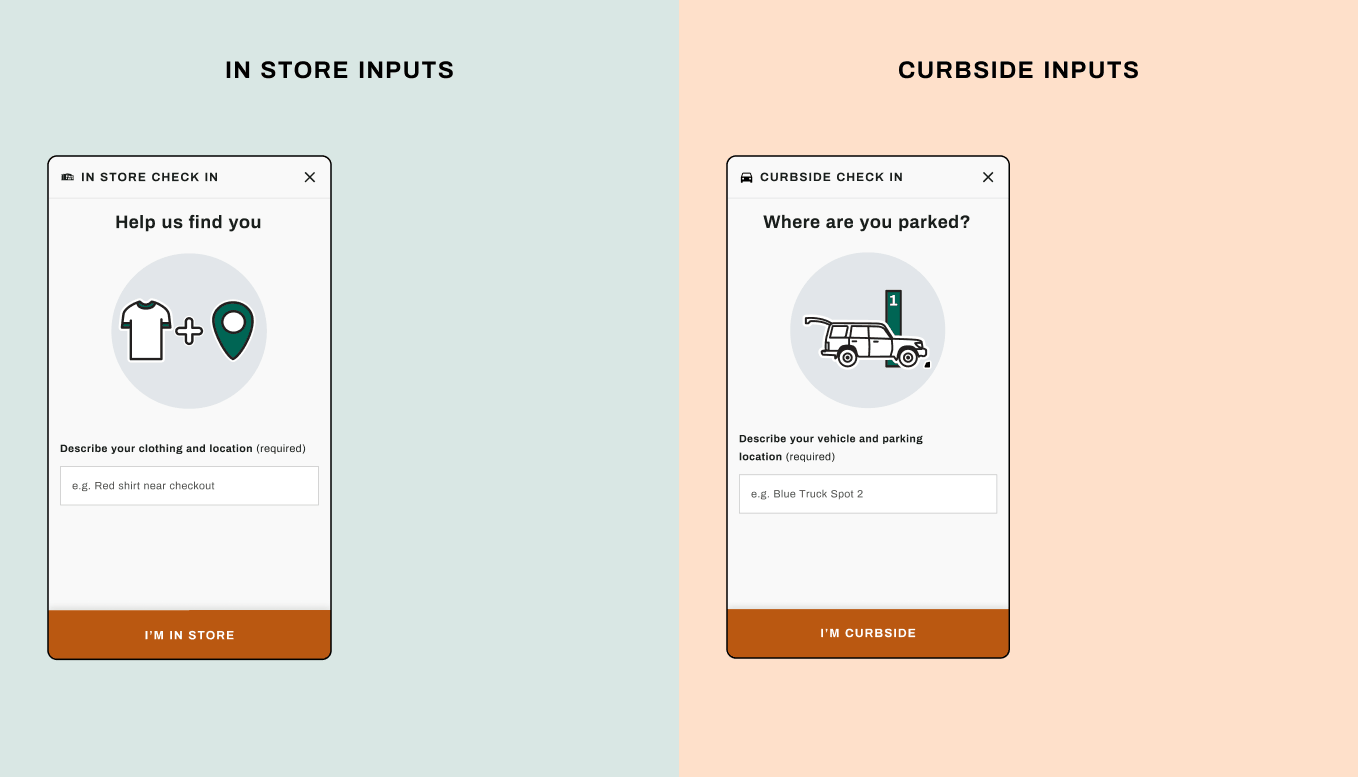 IN STORE INPUTS
IN STORE CHECK IN
Help us find you
Describe your clothing and location (required)
e.g. Red shirt near checkout
I'M IN STORE
CURBSIDE INPUTS
CURBSIDE CHECK IN
Where are you parked?
1
Describe your vehicle and parking
location (required)
e.g. Blue Truck Spot 2
I'M CURBSIDE